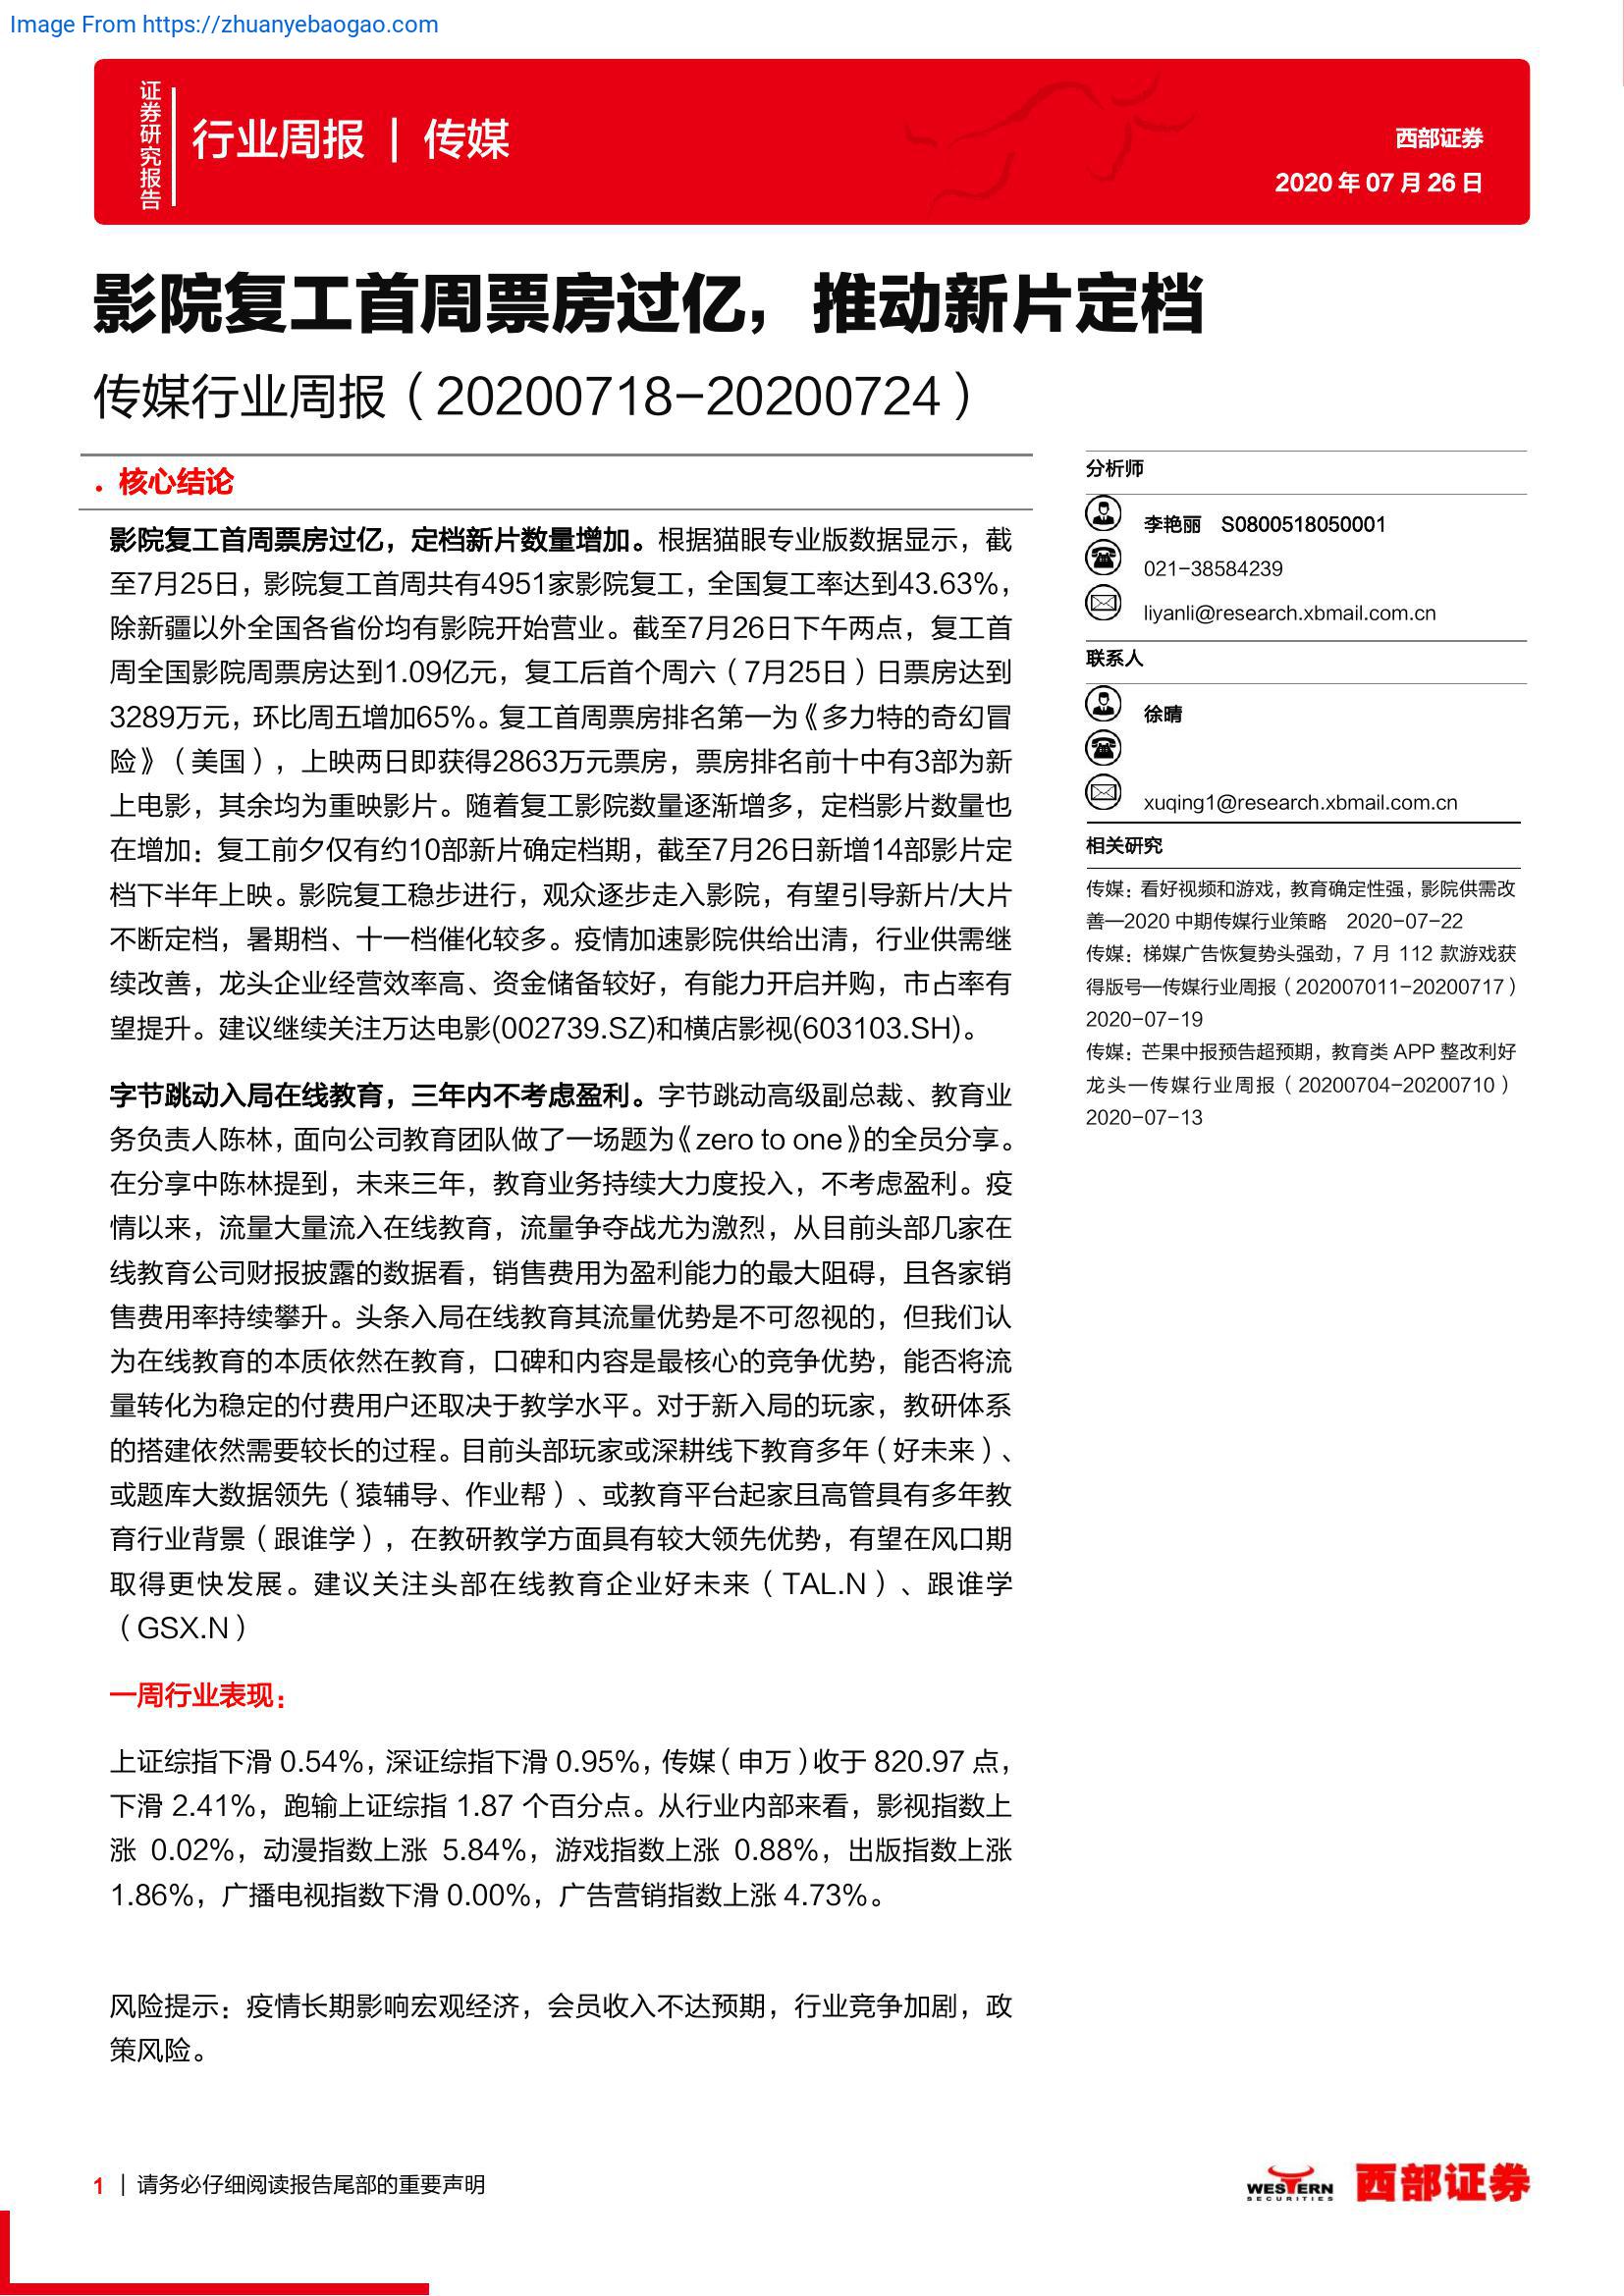 Image From https://zhuanyebaogao.com
证券研究报告
行业周报 | 传媒
西部证券
2020 年 07 月 26 日
影院复工首周票房过亿，推动新片定档
传媒行业周报（20200718-20200724）
. 核心结论
影院复工首周票房过亿，定档新片数量增加。根据猫眼专业版数据显示，截
至7月25日，影院复工首周共有4951家影院复工，全国复工率达到43.63%，
除新疆以外全国各省份均有影院开始营业。截至7月26日下午两点，复工首
周全国影院周票房达到1.09亿元，复工后首个周六（7月25日）日票房达到
3289万元，环比周五增加65%。复工首周票房排名第一为《多力特的奇幻冒
险》（美国），上映两日即获得2863万元票房，票房排名前十中有3部为新
上电影，其余均为重映影片。随着复工影院数量逐渐增多，定档影片数量也
在增加：复工前夕仅有约10部新片确定档期，截至7月26日新增14部影片定
档下半年上映。影院复工稳步进行，观众逐步走入影院，有望引导新片/大片
不断定档，暑期档、十一档催化较多。疫情加速影院供给出清，行业供需继
续改善，龙头企业经营效率高、资金储备较好，有能力开启并购，市占率有
望提升。建议继续关注万达电影(002739.SZ)和横店影视(603103.SH)。
字节跳动入局在线教育，三年内不考虑盈利。字节跳动高级副总裁、教育业
务负责人陈林，面向公司教育团队做了一场题为《zero to one》的全员分享。
在分享中陈林提到，未来三年，教育业务持续大力度投入，不考虑盈利。疫
情以来，流量大量流入在线教育，流量争夺战尤为激烈，从目前头部几家在
线教育公司财报披露的数据看，销售费用为盈利能力的最大阻碍，且各家销
售费用率持续攀升。头条入局在线教育其流量优势是不可忽视的，但我们认
为在线教育的本质依然在教育，口碑和内容是最核心的竞争优势，能否将流
量转化为稳定的付费用户还取决于教学水平。对于新入局的玩家，教研体系
的搭建依然需要较长的过程。目前头部玩家或深耕线下教育多年（好未来）、
或题库大数据领先（猿辅导、作业帮）、或教育平台起家且高管具有多年教
育行业背景（跟谁学），在教研教学方面具有较大领先优势，有望在风口期
取得更快发展。建议关注头部在线教育企业好未来（TAL.N）、跟谁学
（GSX.N）
一周行业表现：
上证综指下滑 0.54%，深证综指下滑 0.95%，传媒（申万）收于 820.97 点，
下滑 2.41%，跑输上证综指 1.87 个百分点。从行业内部来看，影视指数上
涨 0.02%，动漫指数上涨 5.84%，游戏指数上涨 0.88%，出版指数上涨
1.86%，广播电视指数下滑 0.00%，广告营销指数上涨 4.73%。
风险提示：疫情长期影响宏观经济，会员收入不达预期，行业竞争加剧，政
策风险。
分析师
李艳丽 S0800518050001
021-38584239
liyanli@research.xbmail.com.cn
联系人
徐晴
xuqing1@research.xbmail.com.cn
相关研究
传媒：看好视频和游戏，教育确定性强，影院供需改
善—2020 中期传媒行业策略 2020-07-22
传媒：梯媒广告恢复势头强劲，7 月 112 款游戏获
得版号—传媒行业周报（202007011-20200717）
2020-07-19
传媒：芒果中报预告超预期，教育类 APP 整改利好
龙头—传媒行业周报（20200704-20200710）
2020-07-13
1 | 请务必仔细阅读报告尾部的重要声明
WESTERN
SECURITIES
西部证券